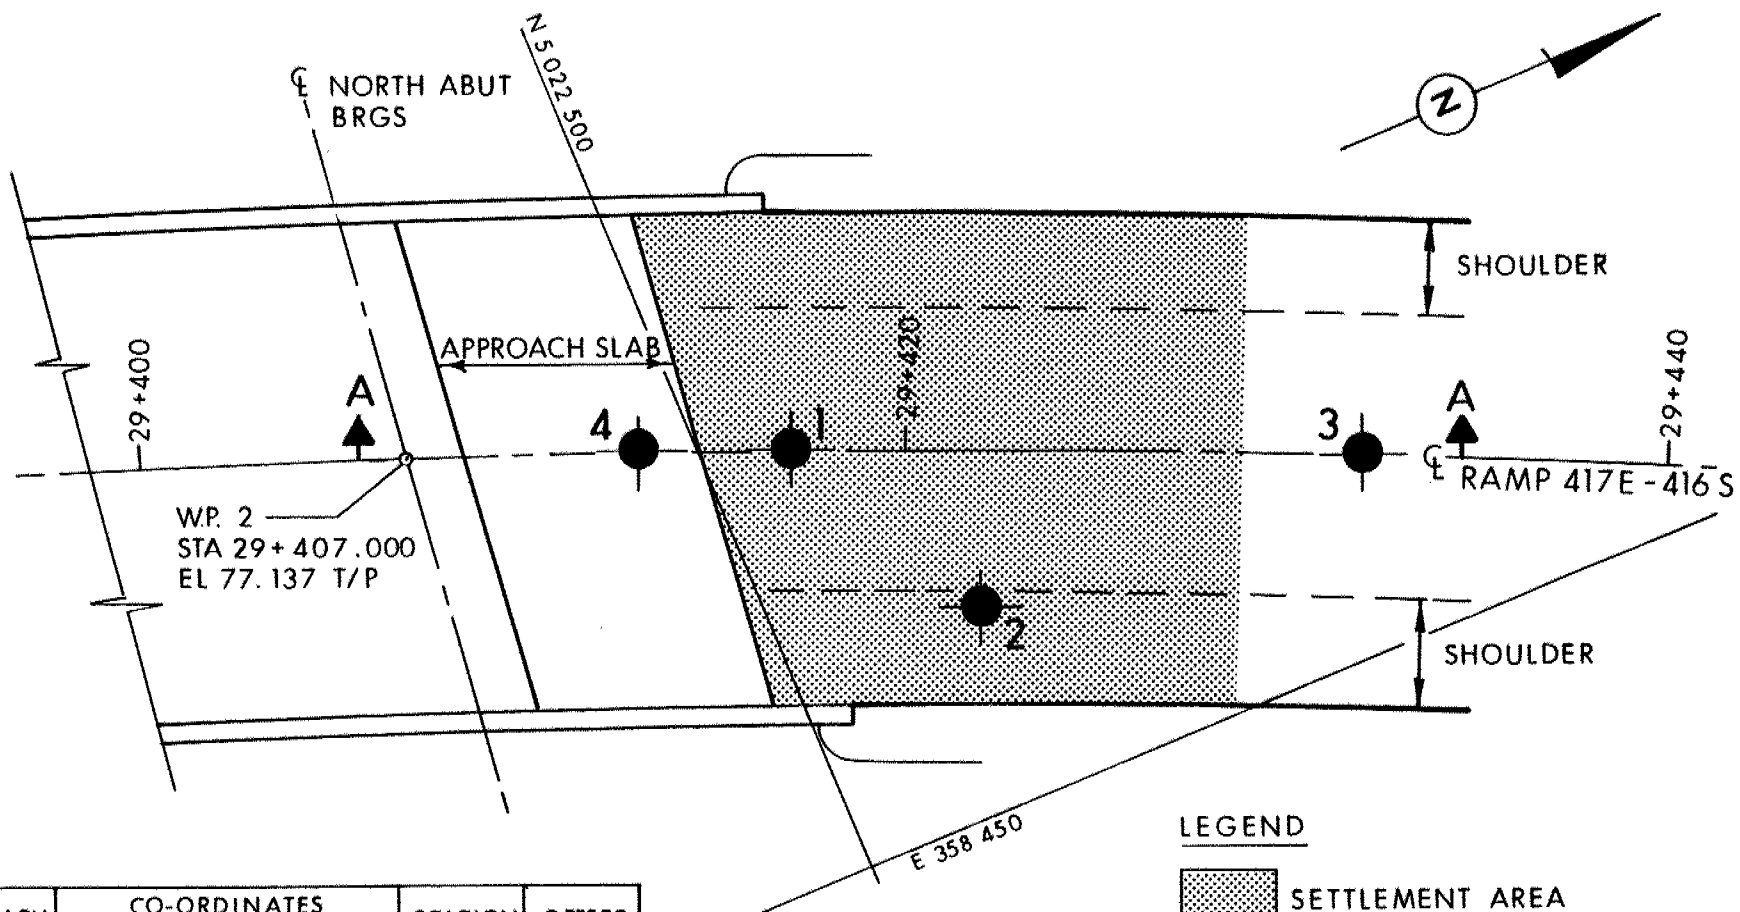 ℄ NORTH ABUT
BRGS
N 5 022 500
N
SHOULDER
APPROACH SLAB
29+400
A
4
1
29+420
3
A
29+440
℄ RAMP 417E-416 S
W.P. 2
STA 29+407.000
EL 77.137 T/P
2
SHOULDER
E 358 450
LEGEND
SETTLEMENT AREA
CO-ORDINATES